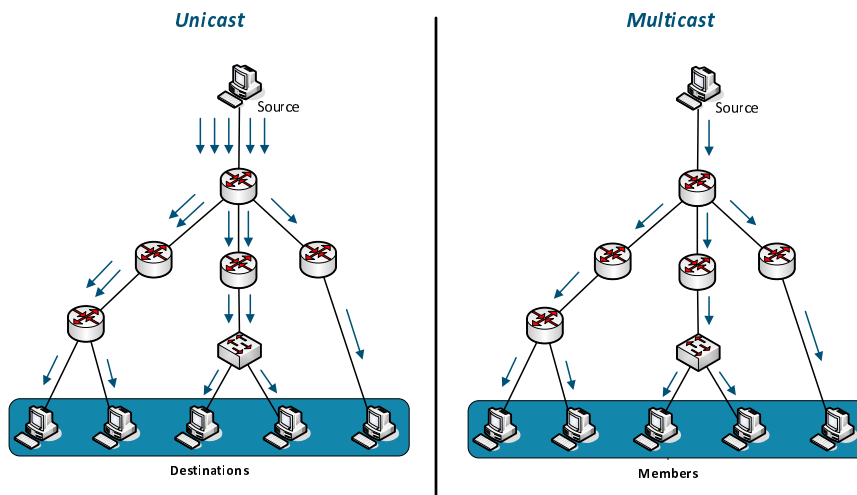 Unicast
Multicast
Source
Source
Destinations
Members